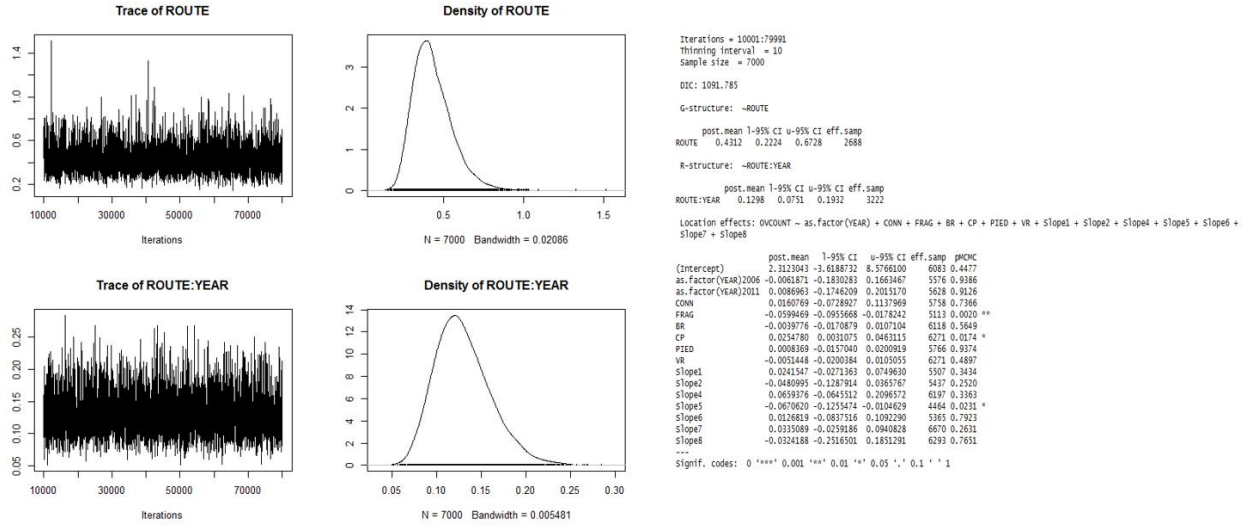 Trace of ROUTE
1.4
1.0
0.6
0.2
10000 30000 50000 70000
Iterations
Density of ROUTE
3
2
1
0
0.5 1.0 1.5
N = 7000 Bandwidth = 0.02086
Trace of ROUTE:YEAR
0.25
0.20
0.15
0.10
0.05
10000 30000 50000 70000
Iterations
Density of ROUTE:YEAR
14
12
10
8
6
4
2
0
0.05 0.10 0.15 0.20 0.25 0.30
N = 7000 Bandwidth = 0.005481
Iterations = 10001:79991
Thinning interval = 10
Sample size = 7000
DIC: 1091.785
G-structure: ~ROUTE
post.mean l-95% CI u-95% CI eff.samp
ROUTE 0.4312 0.2224 0.6728 2688
R-structure: ~ROUTE:YEAR
post.mean l-95% CI u-95% CI eff.samp
ROUTE:YEAR 0.1298 0.0751 0.1932 3222
Location effects: OVCOUNT ~ as.factor(YEAR) + CONN + FRAG + BR + CP + PIED + VR + Slope1 + Slope2 + Slope4 + Slope5 + Slope6 +
Slope7 + Slope8
post.mean l-95% CI u-95% CI eff.samp pMCMC
(Intercept) 2.3123043 -3.6188732 8.5766100 6083 0.4477
as.factor(YEAR)2006 -0.0061871 -0.1830283 0.1663467 5576 0.9386
as.factor(YEAR)2011 0.0086963 -0.1746209 0.2015170 5628 0.9126
CONN 0.0160769 -0.0728927 0.1137969 5758 0.7366
FRAG -0.0599469 -0.0955668 -0.0178242 5113 0.0020 **
BR -0.0039776 -0.0170879 0.0107104 6118 0.5649
CP 0.0254780 0.0031075 0.0463115 6271 0.0174 *
PIED 0.0008369 -0.0157040 0.0200919 5766 0.9374
VR -0.0051448 -0.0200384 0.0105055 6271 0.4897
Slope1 0.0241547 -0.0271363 0.0749630 5507 0.3434
Slope2 -0.0480995 -0.1287914 0.0365767 5437 0.2520
Slope4 0.0659376 -0.0645512 0.2096572 6197 0.3363
Slope5 -0.0670620 -0.1255474 -0.0104629 4464 0.0231 *
Slope6 0.0126819 -0.0837516 0.1092290 5365 0.7923
Slope7 0.0335089 -0.0259186 0.0940828 6670 0.2631
Slope8 -0.0324188 -0.2516501 0.1851291 6293 0.7651
---
Signif. codes: 0 ‘***’ 0.001 ‘**’ 0.01 ‘*’ 0.05 ‘.’ 0.1 ‘ ’ 1